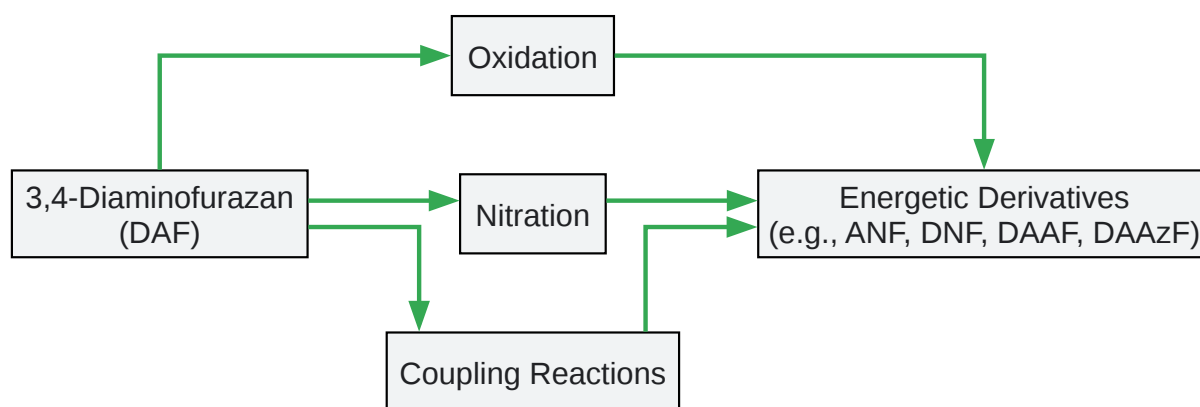 Oxidation
3,4-Diaminofurazan
(DAF)
Nitration
Energetic Derivatives
(e.g., ANF, DNF, DAAF, DAAzF)
Coupling Reactions